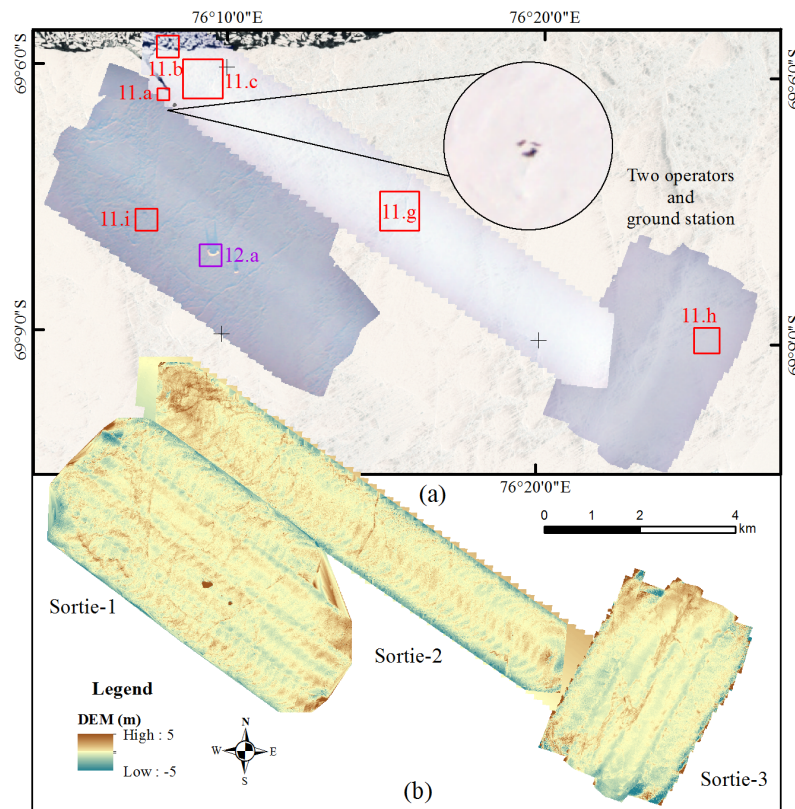 76°10'0"E
76°20'0"E
69°6'0"S
69°6'0"S
11.b
11.c
11.a
Two operators
and
ground station
11.i
11.g
12.a
11.h
69°9'0"S
69°9'0"S
(a)
76°20'0"E
0 1 2 4
km
Sortie-1
Sortie-2
Legend
DEM (m)
High : 5
Low : -5
N
W E
S
(b)
Sortie-3